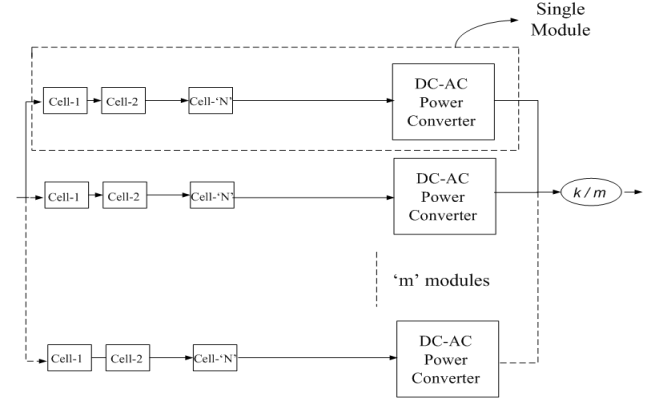 Single
Module
Cell-1
Cell-2
Cell-‘N’
DC-AC
Power
Converter
Cell-1
Cell-2
Cell-‘N’
DC-AC
Power
Converter
k / m
‘m’ modules
Cell-1
Cell-2
Cell-‘N’
DC-AC
Power
Converter